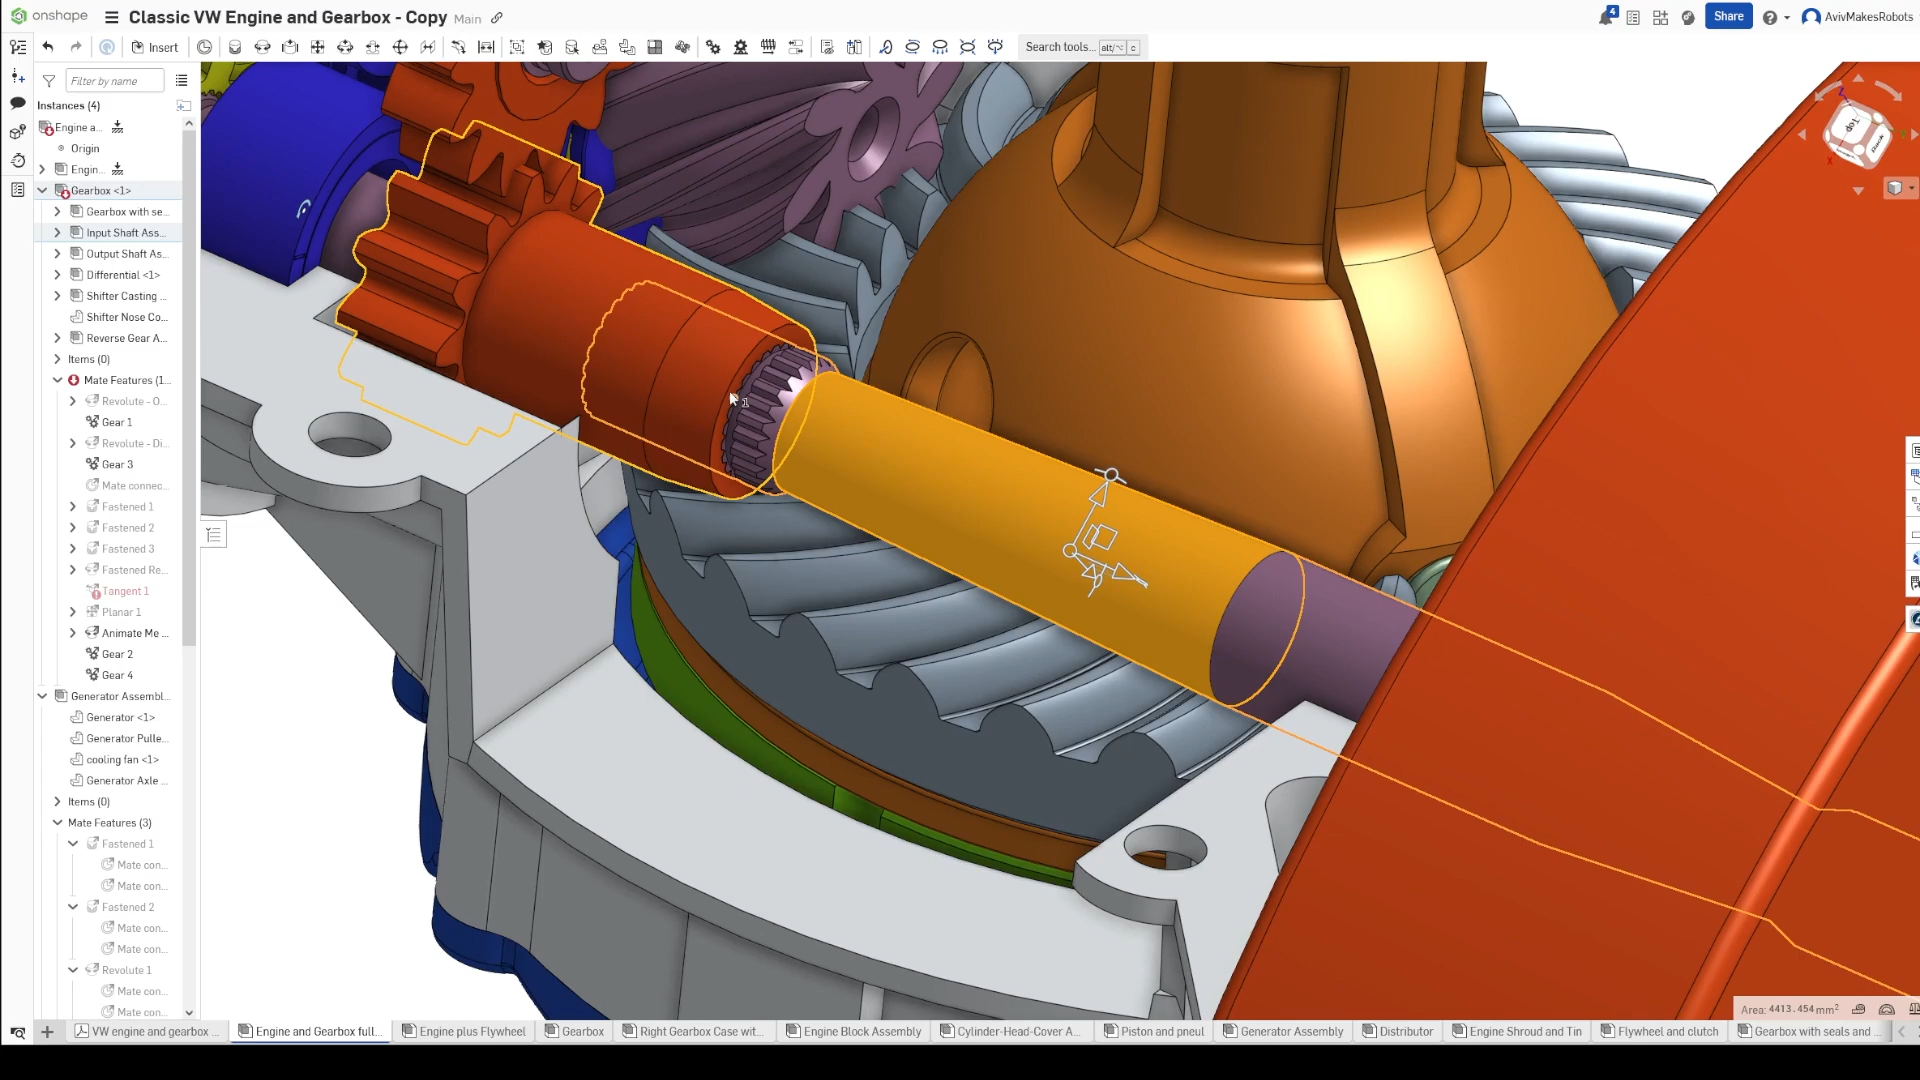 onshape
Classic VW Engine and Gearbox - Copy Main
4
Share
AvivMakesRobots
Insert
Search tools... alt/⌥ c
Filter by name
Instances (4)
Engine a...
Origin
Engin...
Gearbox <1>
Gearbox with se...
Input Shaft Ass...
Output Shaft As...
Differential <1>
Shifter Casting ...
Shifter Nose Co...
Reverse Gear A...
Items (0)
Mate Features (1...
Revolute - O...
Gear 1
Revolute - Di...
Gear 3
Mate connec...
Fastened 1
Fastened 2
Fastened 3
Fastened Re...
Tangent 1
Planar 1
Animate Me ...
Gear 2
Gear 4
Generator Assembl...
Generator <1>
Generator Pulle...
cooling fan <1>
Generator Axle ...
Items (0)
Mate Features (3)
Fastened 1
Mate con...
Mate con...
Fastened 2
Mate con...
Mate con...
Revolute 1
Mate con...
Mate con...
1
Z
Top
Back
X
Area: 4413.454 mm²
VW engine and gearbox ...
Engine and Gearbox full...
Engine plus Flywheel
Gearbox
Right Gearbox Case wit...
Engine Block Assembly
Cylinder-Head-Cover A...
Piston and pneul
Generator Assembly
Distributor
Engine Shroud and Tin
Flywheel and clutch
Gearbox with seals and ...